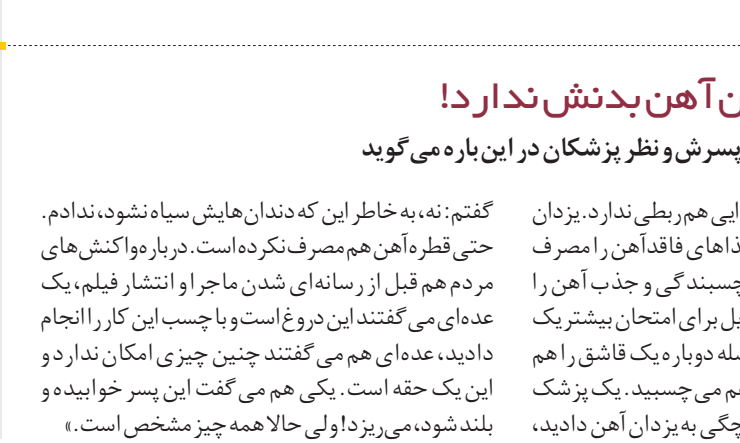 آهن بدنش ندارد!
پسرش و نظر پزشکان در این باره می‌گوید
هم ربطی ندارد. یزدان
فاقد آهن را مصرف
چسبندگی و جذب آهن را
برای امتحان بیشتر یک
دوباره یک قاشق را هم
می‌چسبید. یک پزشک
به یزدان آهن دادید،
گفتم: نه، به خاطر این که دندان‌هایش سیاه نشود، ندادم.
حتی قطره آهن هم مصرف نکرده است. درباره واکنش‌های
مردم هم قبل از رسانه‌ای شدن ماجرا و انتشار فیلم، یک
عده‌ای می‌گفتند این دروغ است و با چسب این کار را انجام
دادید، عده‌ای هم می‌گفتند چنین چیزی امکان ندارد و
این یک حقه است. یکی هم می‌گفت این پسر خوابیده و
بلند شود، می‌ریزد! ولی حالا همه چیز مشخص است.»